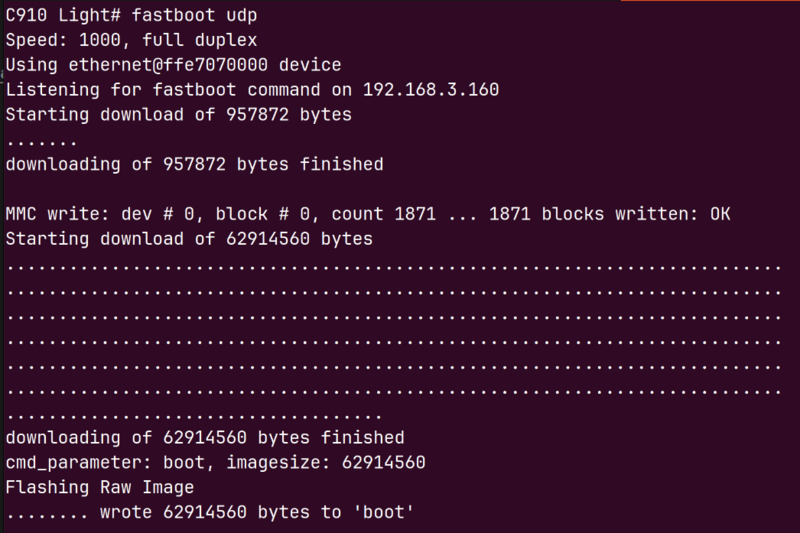 C910 Light# fastboot udp
Speed: 1000, full duplex
Using ethernet@ffe7070000 device
Listening for fastboot command on 192.168.3.160
Starting download of 957872 bytes
.......
downloading of 957872 bytes finished
MMC write: dev # 0, block # 0, count 1871 ... 1871 blocks written: OK
Starting download of 62914560 bytes
..........................................................................
..........................................................................
..........................................................................
..........................................................................
..........................................................................
..........................................................................
....................................
downloading of 62914560 bytes finished
cmd_parameter: boot, imagesize: 62914560
Flashing Raw Image
........ wrote 62914560 bytes to 'boot'